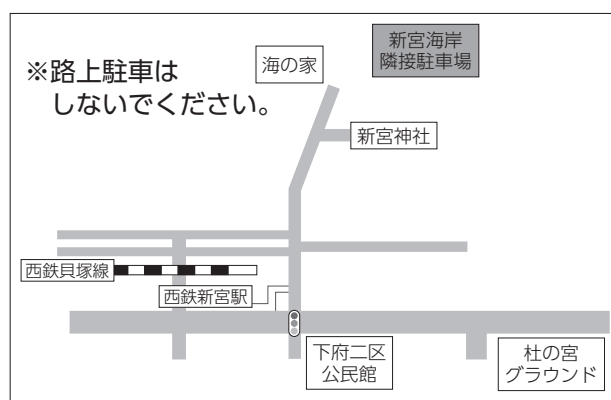 ※路上駐車は
しないでください。
海の家
新宮海岸
隣接駐車場
新宮神社
西鉄貝塚線
西鉄新宮駅
下府二区
公民館
杜の宮
グラウンド